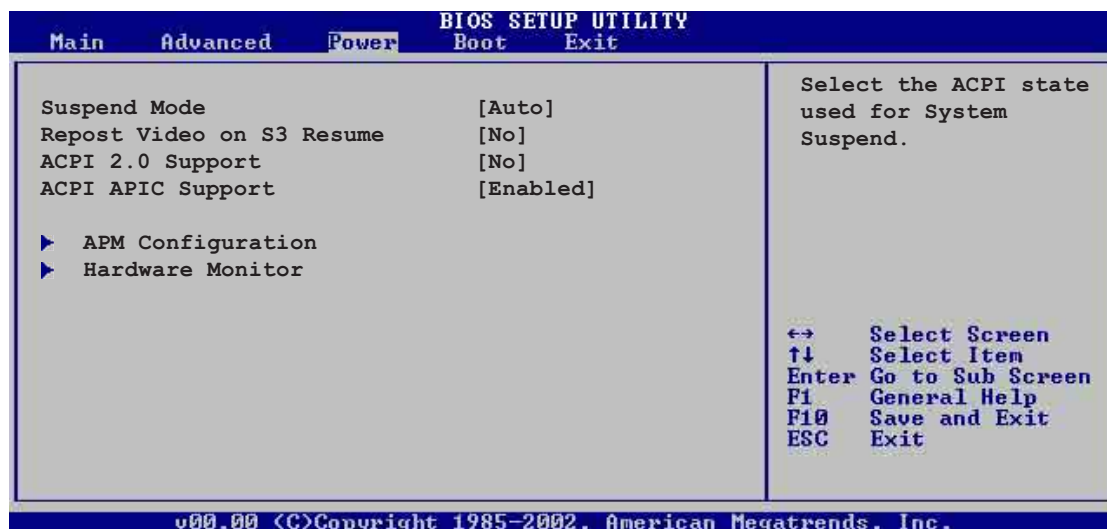 BIOS SETUP UTILITY
Main Advanced Power Boot Exit
Suspend Mode [Auto]
Repost Video on S3 Resume [No]
ACPI 2.0 Support [No]
ACPI APIC Support [Enabled]
APM Configuration
Hardware Monitor
Select the ACPI state
used for System
Suspend.
↔ Select Screen
↑↓ Select Item
Enter Go to Sub Screen
F1 General Help
F10 Save and Exit
ESC Exit
v00.00 (C)Copyright 1985-2002, American Megatrends, Inc.